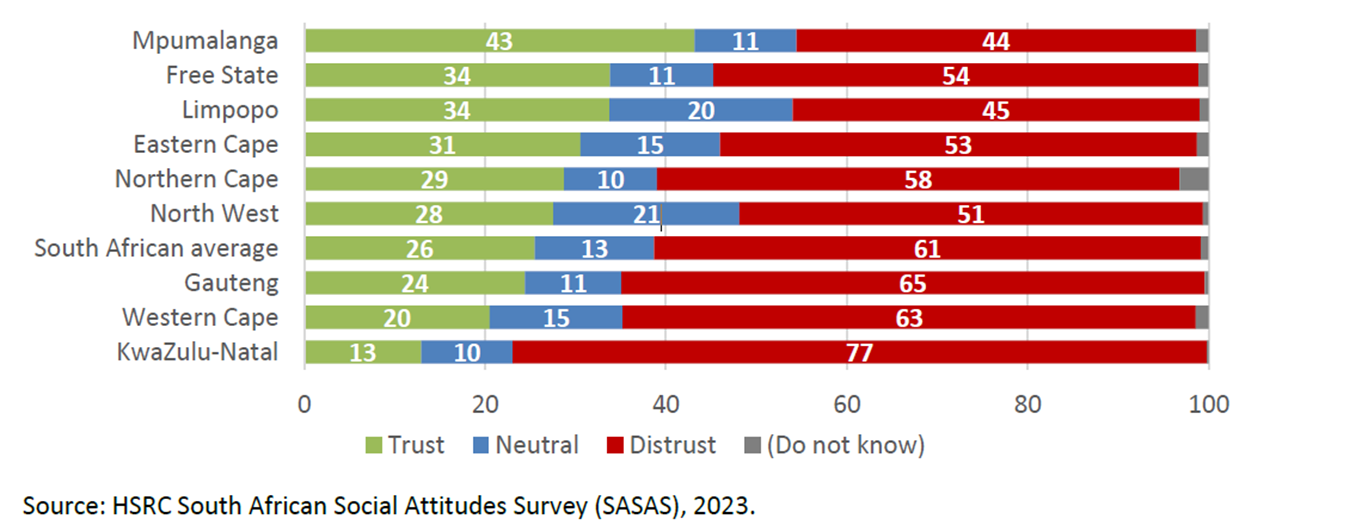 Mpumalanga 43 11 44
Free State 34 11 54
Limpopo 34 20 45
Eastern Cape 31 15 53
Northern Cape 29 10 58
North West 28 21 51
South African average 26 13 61
Gauteng 24 11 65
Western Cape 20 15 63
KwaZulu-Natal 13 10 77
0 20 40 60 80 100
Trust Neutral Distrust (Do not know)
Source: HSRC South African Social Attitudes Survey (SASAS), 2023.